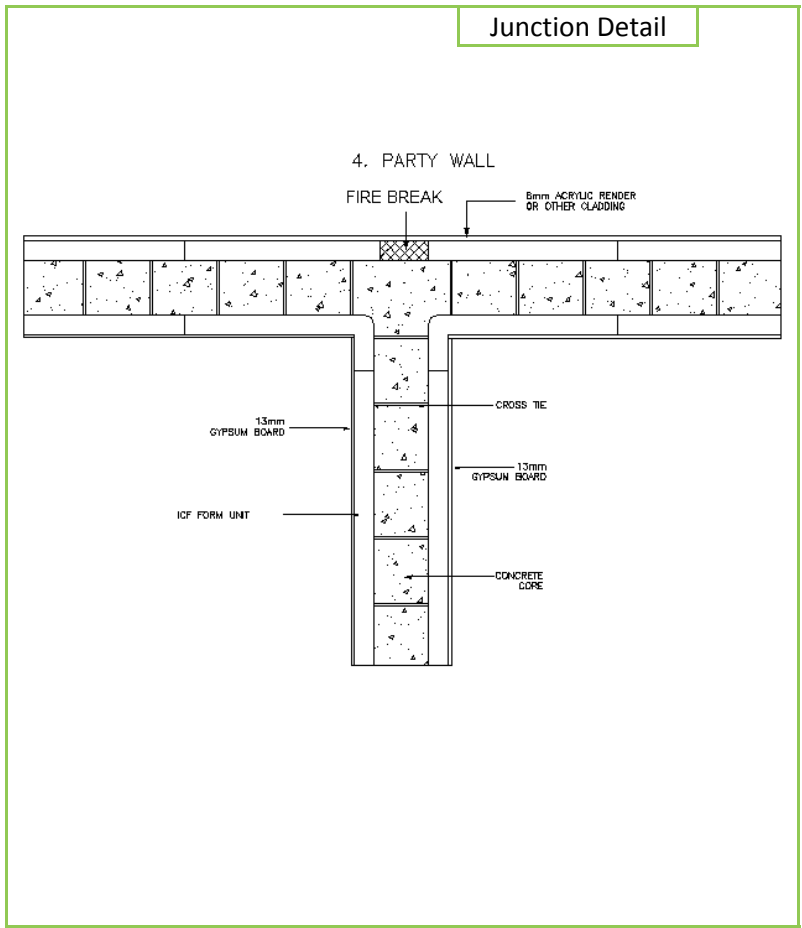 Junction Detail
4. PARTY WALL
FIRE BREAK
6mm ACRYLIC RENDER
OR OTHER CLADDING
CROSS TIE
13mm
GYPSUM BOARD
13mm
GYPSUM BOARD
ICF FORM UNIT
CONCRETE
CORE